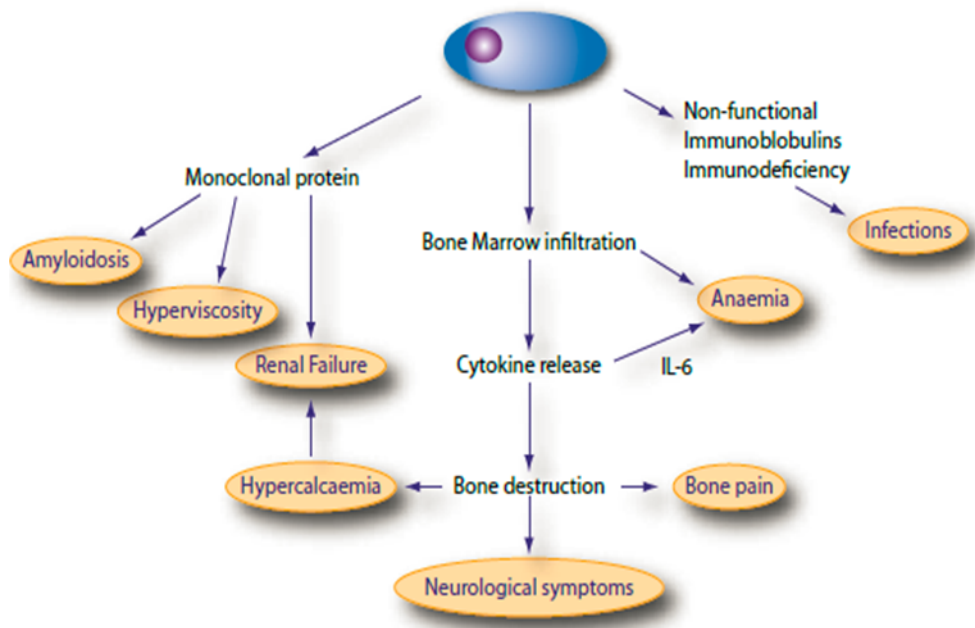 Non-functional
Immunoblobulins
Immunodeficiency
Monoclonal protein
Infections
Bone Marrow infiltration
Amyloidosis
Anaemia
Hyperviscosity
Renal Failure
Cytokine release
IL-6
Hypercalcaemia
Bone destruction
Bone pain
Neurological symptoms